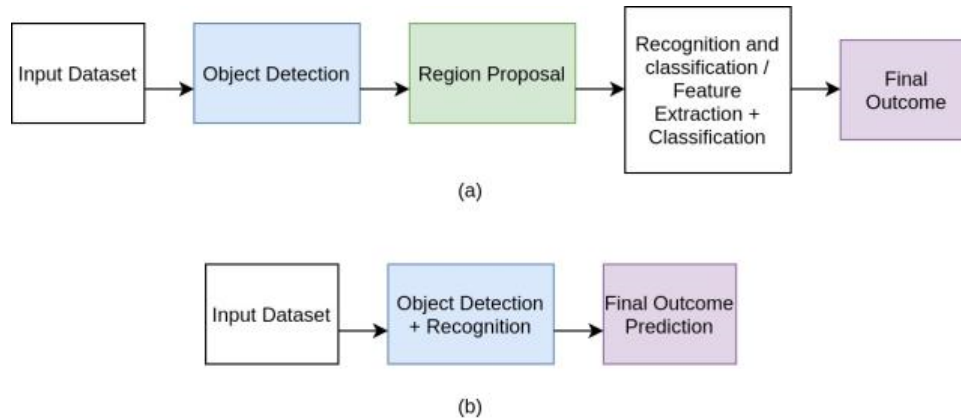 Input Dataset
Object Detection
Region Proposal
Recognition and
classification /
Feature
Extraction +
Classification
Final
Outcome
(a)
Input Dataset
Object Detection
+ Recognition
Final Outcome
Prediction
(b)